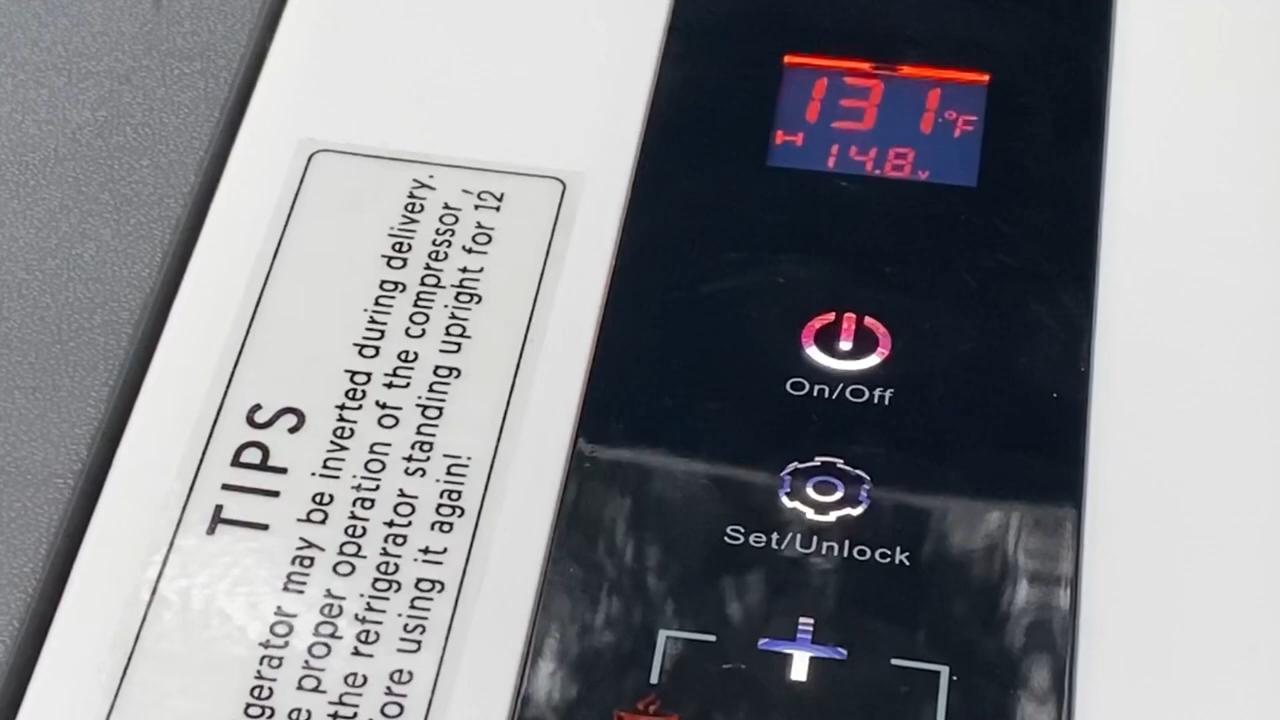 131°F
H
14.8v
On/Off
Set/Unlock
+
TIPS
gerator may be inverted during delivery.
e proper operation of the compressor ,
the refrigerator standing upright for 12
ore using it again!